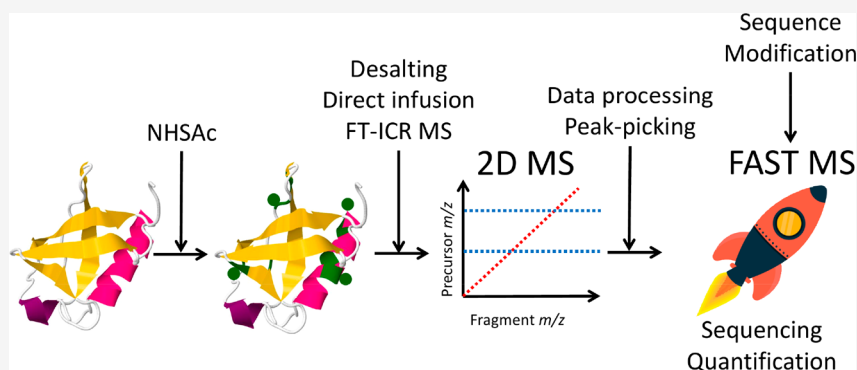 NHSAc
Desalting
Direct infusion
FT-ICR MS
2D MS
Precursor m/z
Fragment m/z
Data processing
Peak-picking
Sequence
Modification
FAST MS
Sequencing
Quantification